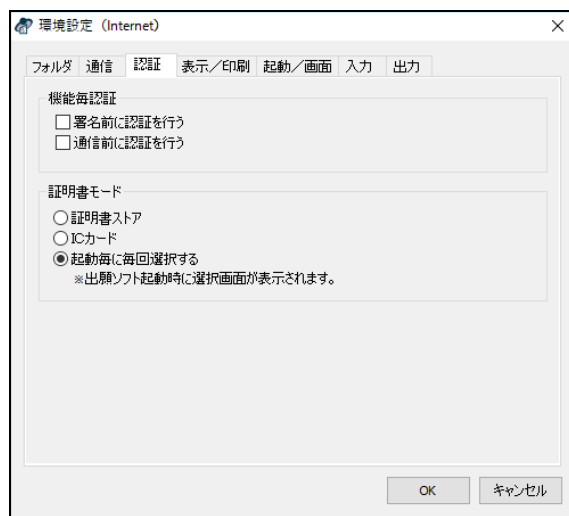 環境設定（Internet）
フォルダ 通信 認証 表示／印刷 起動／画面 入力 出力
機能毎認証
署名前に認証を行う
通信前に認証を行う
証明書モード
証明書ストア
ICカード
起動毎に毎回選択する
※出願ソフト起動時に選択画面が表示されます。
OK キャンセル